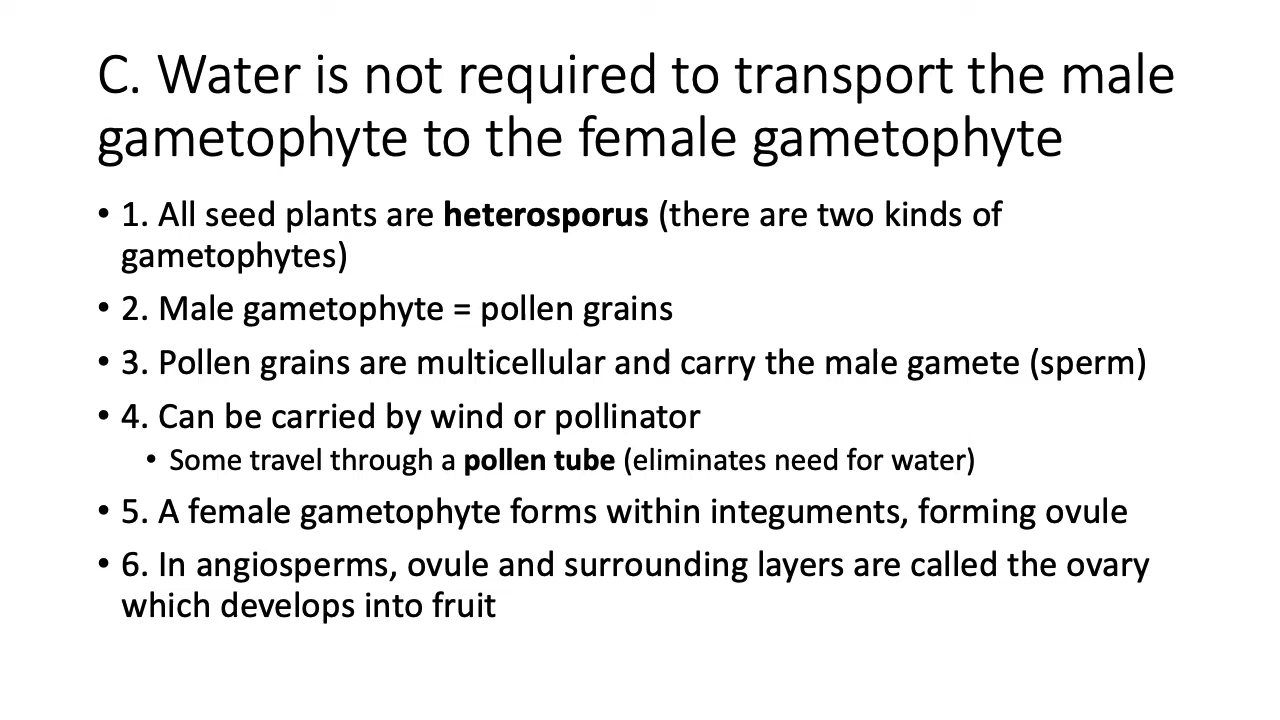 C. Water is not required to transport the male
gametophyte to the female gametophyte
• 1. All seed plants are heterosporus (there are two kinds of
gametophytes)
• 2. Male gametophyte = pollen grains
• 3. Pollen grains are multicellular and carry the male gamete (sperm)
• 4. Can be carried by wind or pollinator
• Some travel through a pollen tube (eliminates need for water)
• 5. A female gametophyte forms within integuments, forming ovule
• 6. In angiosperms, ovule and surrounding layers are called the ovary
which develops into fruit